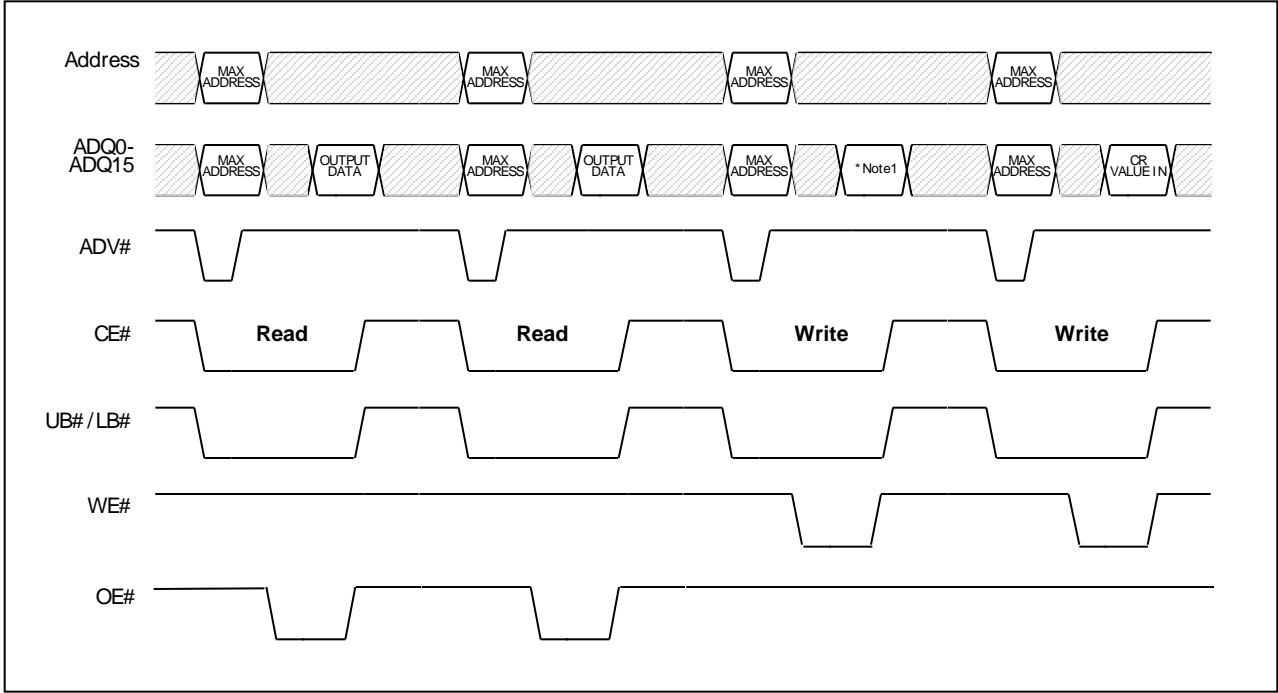 Address
MAX ADDRESS MAX ADDRESS MAX ADDRESS MAX ADDRESS
ADQ0-
ADQ15
MAX ADDRESS OUTPUT DATA MAX ADDRESS OUTPUT DATA MAX ADDRESS *Note1 MAX ADDRESS CR VALUE IN
ADV#
CE# Read Read Write Write
UB# / LB#
WE#
OE#